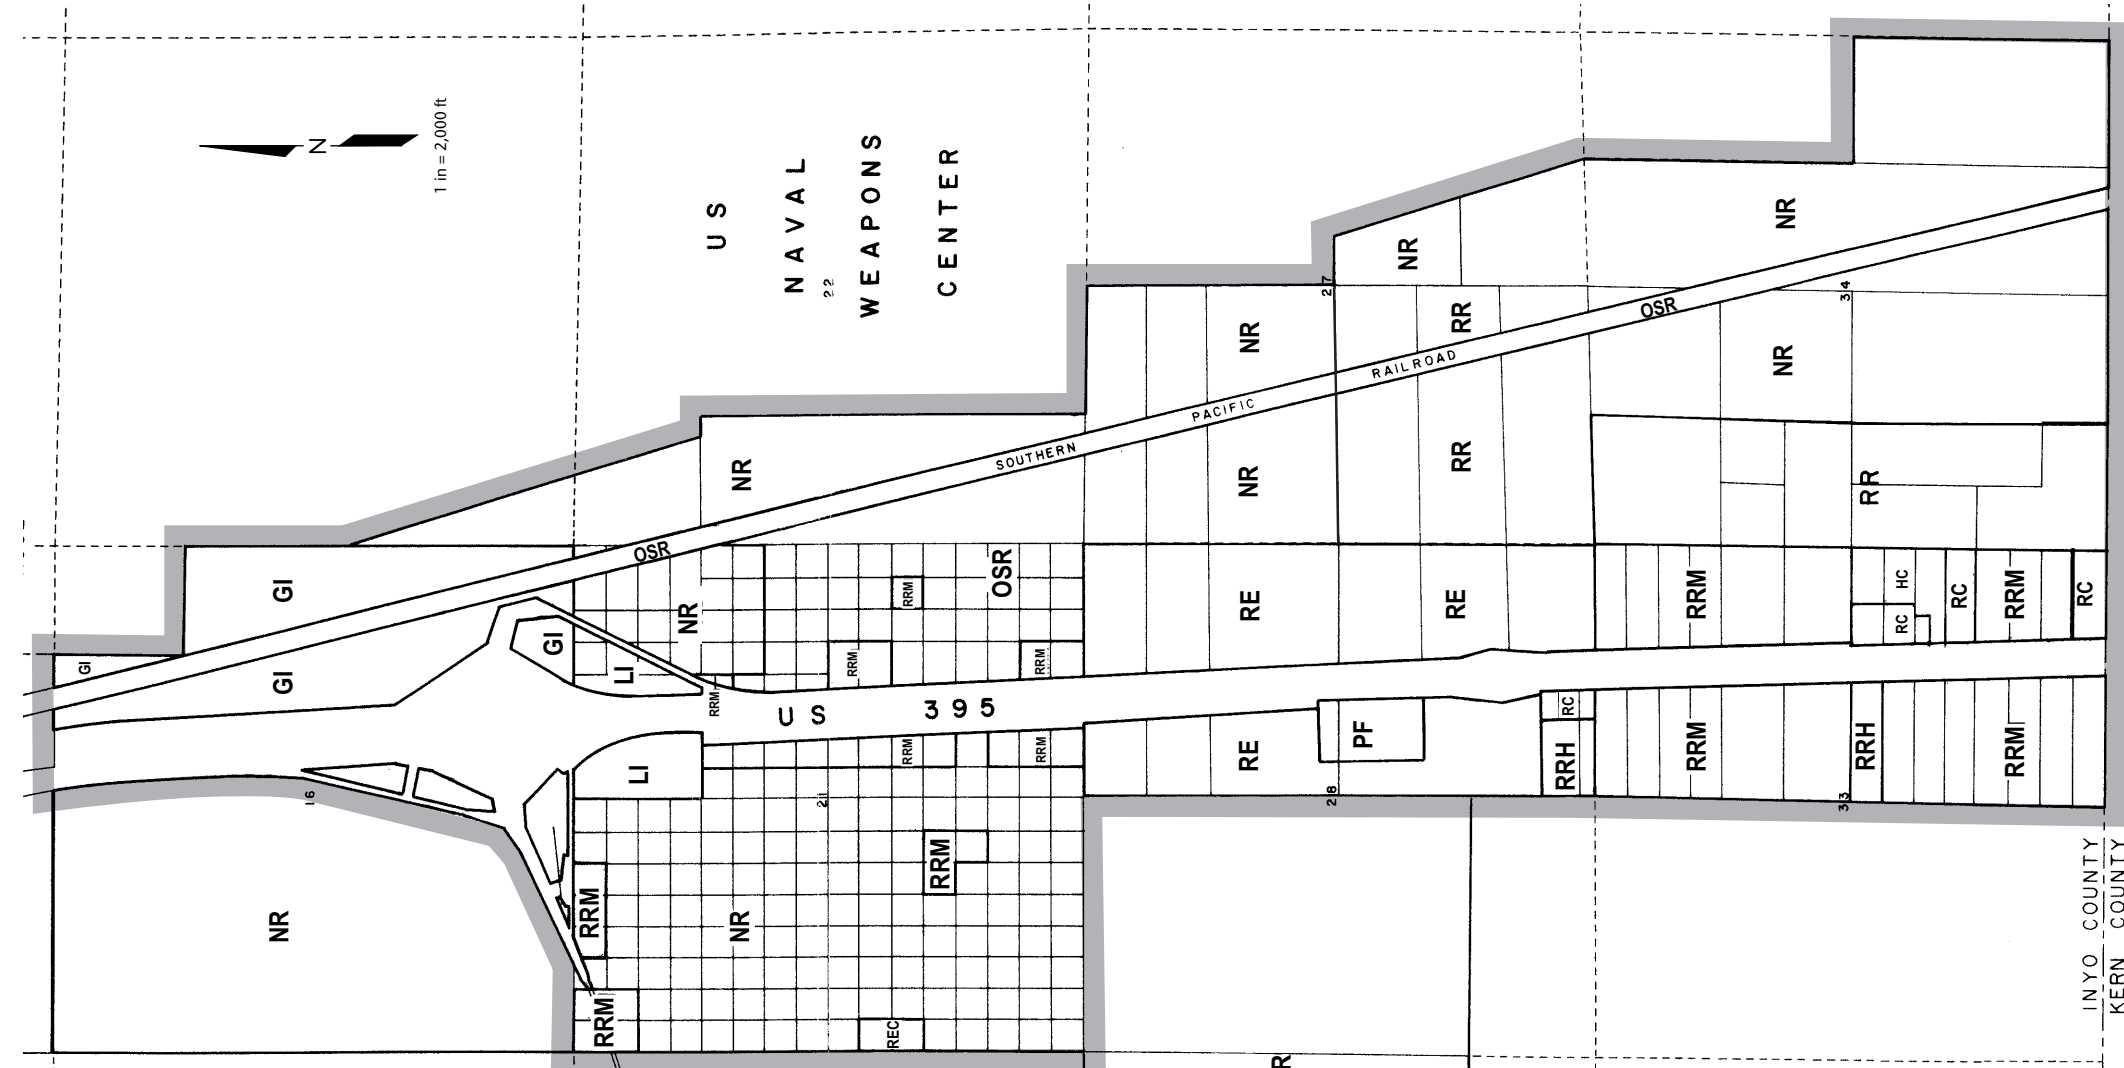 N
1 in = 2,000 ft
US
NAVAL
22
WEAPONS
CENTER
NR
NR
27
34
NR
RR
OSR
NR
RAILROAD
PACIFIC
SOUTHERN
NR
NR
RR
RR
OSR
GI
GI
GI
GI
LI
NR
RRM
OSR
RRM
RRM
RRM
RE
RE
RRM
HC
RC
RC
RRM
RC
US 395
LI
RRM
RRM
RE
PF
RC
RRH
RRM
RRH
RRM
16
21
28
33
NR
RRM
NR
RRM
RRM
REC
R
INYO COUNTY
KERN COUNTY